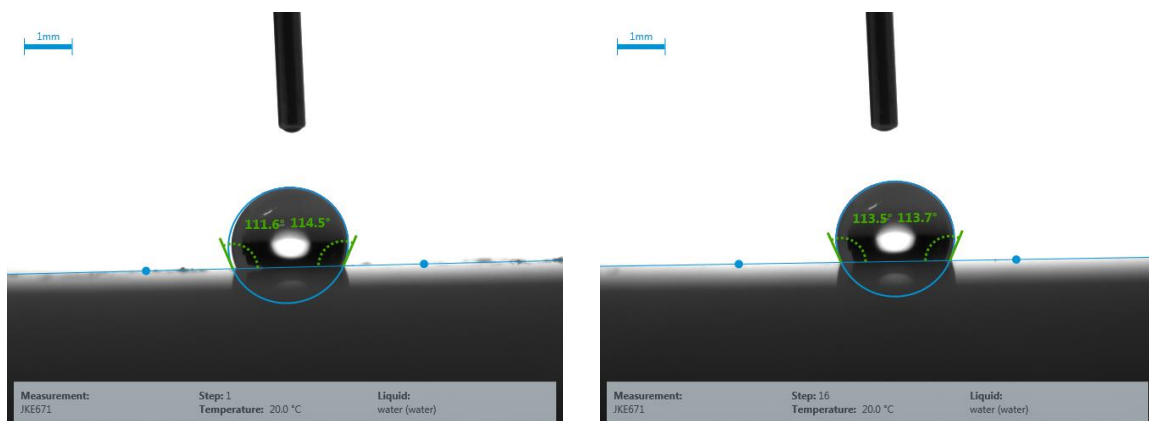 1mm
111.6° 114.5°
Measurement: Step: 1 Liquid:
JKE671 Temperature: 20.0 °C water (water)
1mm
113.5° 113.7°
Measurement: Step: 16 Liquid:
JKE671 Temperature: 20.0 °C water (water)